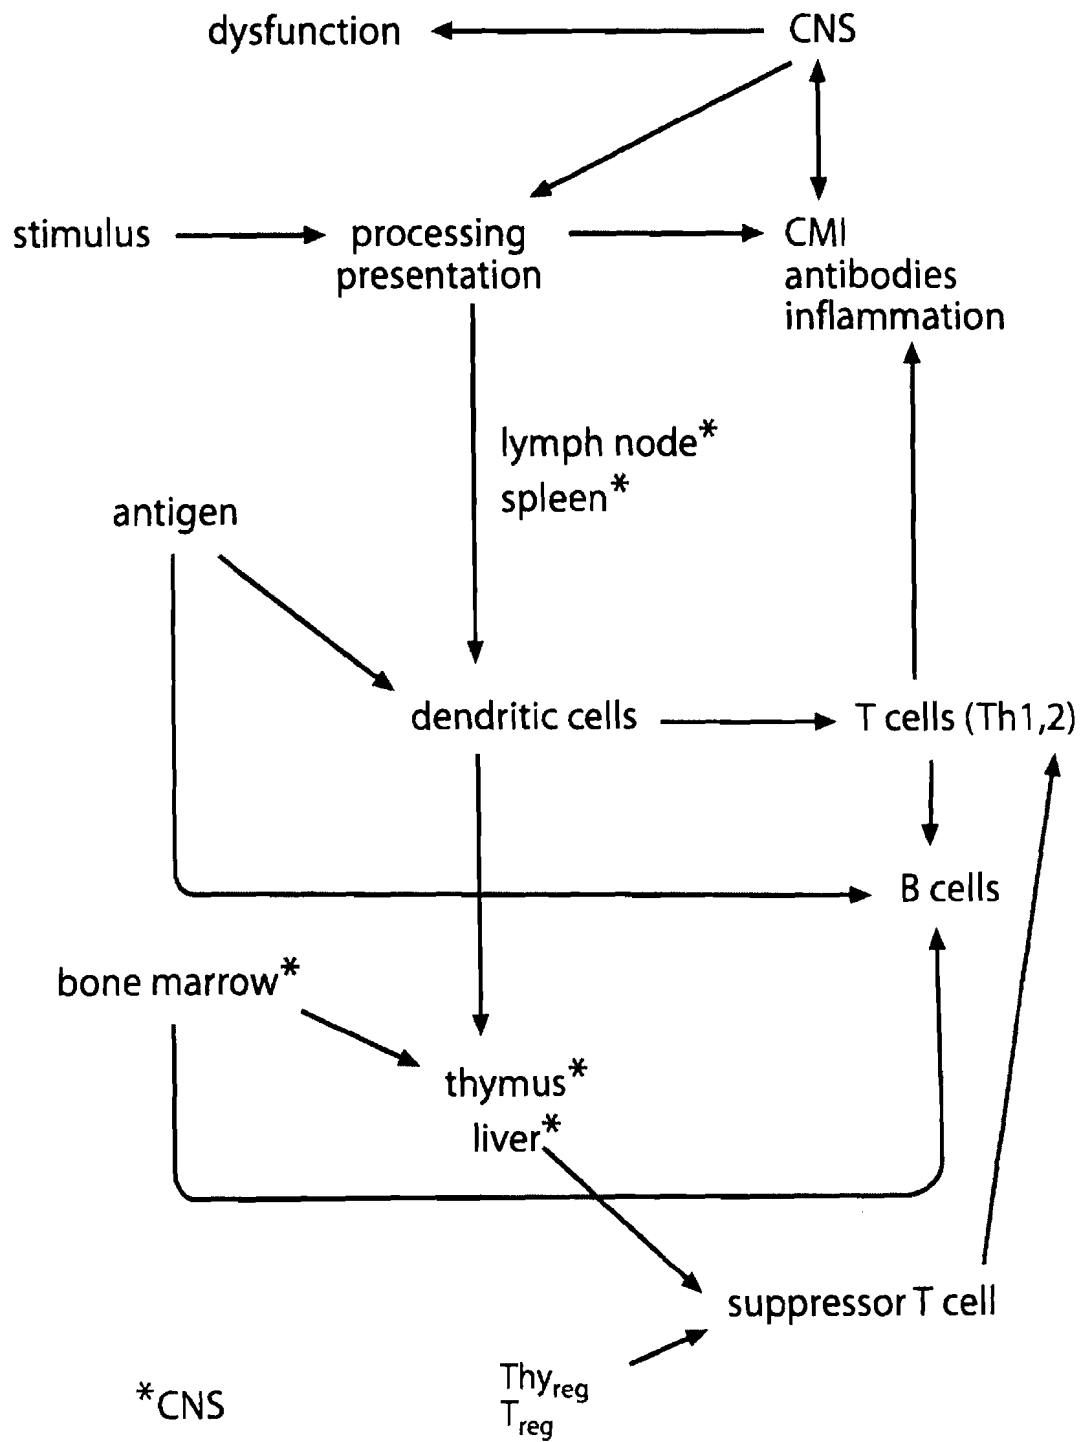 dysfunction
CNS
stimulus
processing
presentation
CMI
antibodies
inflammation
lymph node*
spleen*
antigen
dendritic cells
T cells (Th1,2)
B cells
bone marrow*
thymus*
liver*
suppressor T cell
Thyreg
Treg
*CNS